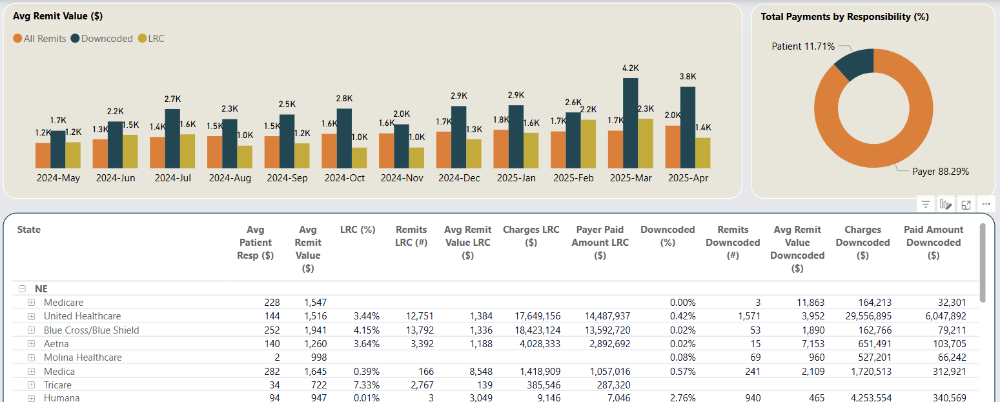 Avg Remit Value ($)
All Remits Downcoded LRC
1.2K 1.7K 1.2K 1.3K 2.2K 1.5K 1.4K 2.7K 1.6K 1.5K 2.3K 1.0K 1.5K 2.5K 1.2K 1.6K 2.8K 1.0K 1.6K 2.0K 1.0K 1.7K 2.9K 1.3K 1.8K 2.9K 1.6K 1.7K 2.6K 2.2K 1.7K 4.2K 2.3K 2.0K 3.8K 1.4K
2024-May 2024-Jun 2024-Jul 2024-Aug 2024-Sep 2024-Oct 2024-Nov 2024-Dec 2025-Jan 2025-Feb 2025-Mar 2025-Apr
Total Payments by Responsibility (%)
Patient 11.71%
Payer 88.29%
State Avg Patient Resp ($) Avg Remit Value ($) LRC (%) Remits LRC (#) Avg Remit Value LRC ($) Charges LRC ($) Payer Paid Amount LRC ($) Downcoded (%) Remits Downcoded (#) Avg Remit Value Downcoded ($) Charges Downcoded ($) Paid Amount Downcoded ($)
NE
Medicare 228 1,547 0.00% 3 11,863 164,213 32,301
United Healthcare 144 1,516 3.44% 12,751 1,384 17,649,156 14,487,937 0.42% 1,571 3,952 29,556,895 6,047,892
Blue Cross/Blue Shield 252 1,941 4.15% 13,792 1,336 18,423,124 13,592,720 0.02% 53 1,890 162,766 79,211
Aetna 140 1,260 3.64% 3,392 1,188 4,028,333 2,892,692 0.02% 15 7,153 651,491 103,705
Molina Healthcare 2 998 0.08% 69 960 527,201 66,242
Medica 282 1,645 0.39% 166 8,548 1,418,909 1,057,016 0.57% 241 2,109 1,720,513 312,921
Tricare 34 722 7.33% 2,767 139 385,546 287,320
Humana 94 947 0.01% 3 3,049 9,146 7,046 2.76% 940 465 4,253,554 340,569